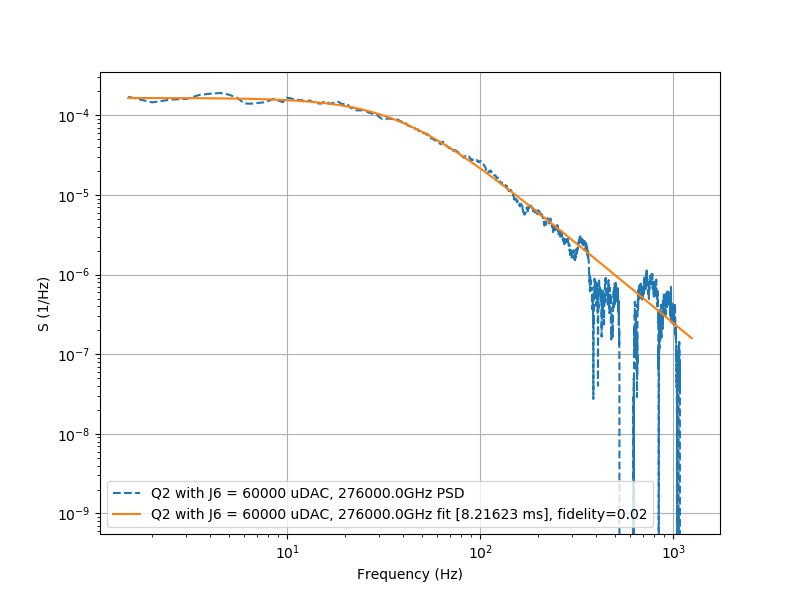 10⁻⁴
10⁻⁵
10⁻⁶
10⁻⁷
10⁻⁸
10⁻⁹
S (1/Hz)
Q2 with J6 = 60000 uDAC, 276000.0GHz PSD
Q2 with J6 = 60000 uDAC, 276000.0GHz fit [8.21623 ms], fidelity=0.02
10¹ 10² 10³
Frequency (Hz)